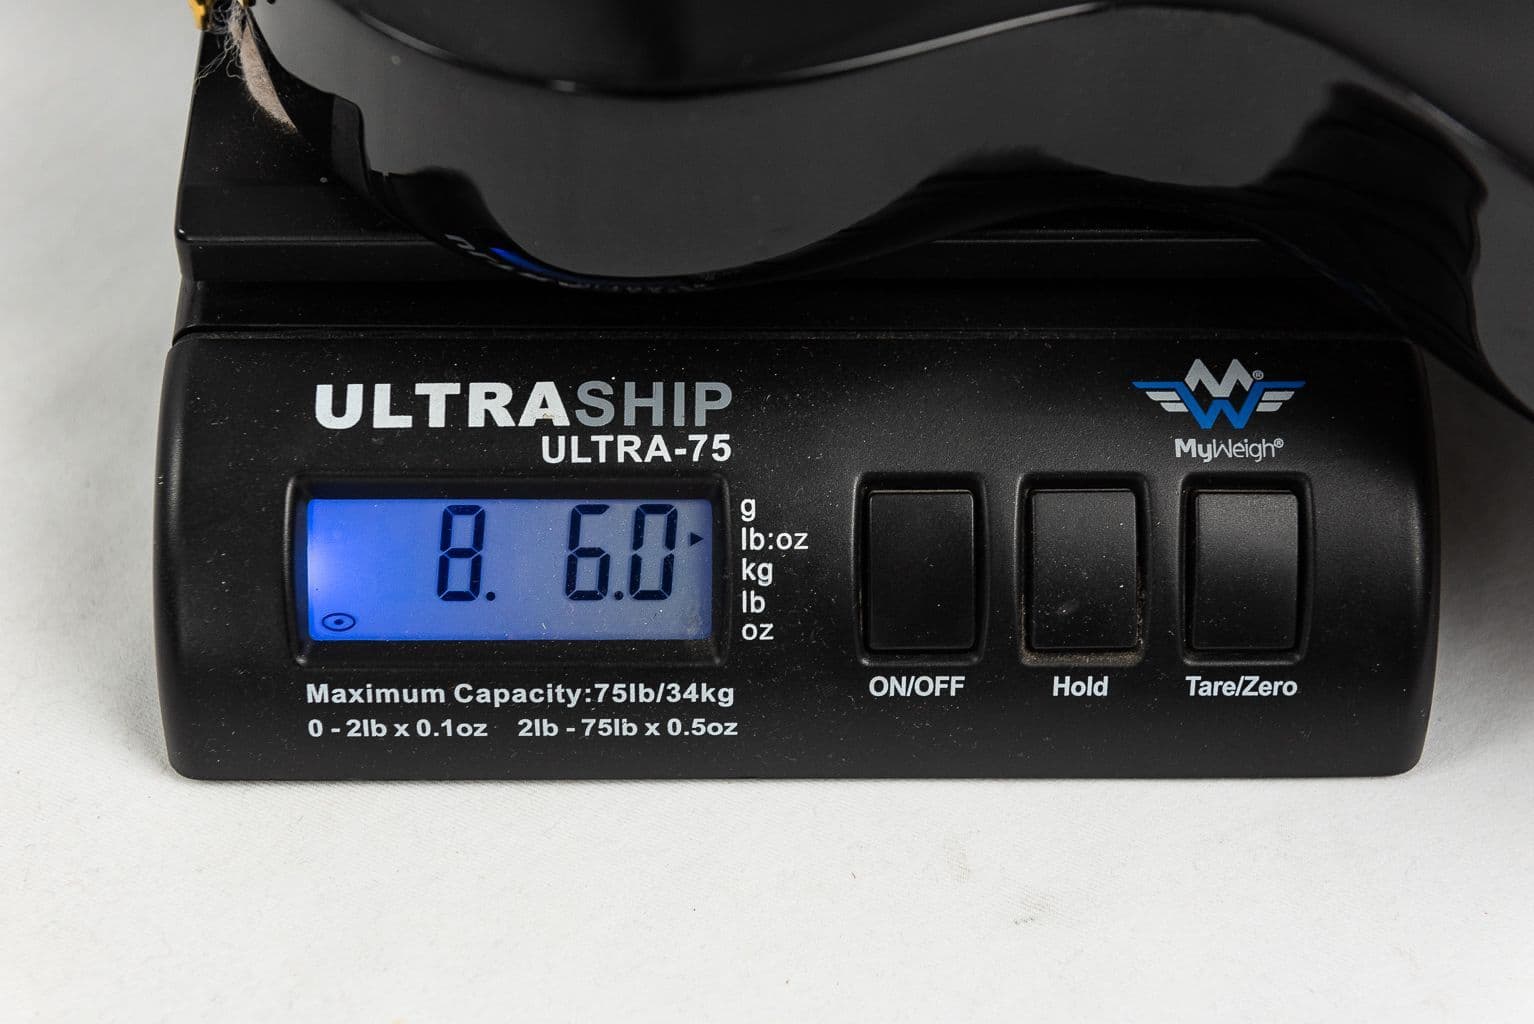 ULTRASHIP
ULTRA-75
MW®
MyWeigh®
8. 6.0
g
lb:oz
kg
lb
oz
Maximum Capacity:75lb/34kg
0 - 2lb x 0.1oz 2lb - 75lb x 0.5oz
ON/OFF
Hold
Tare/Zero